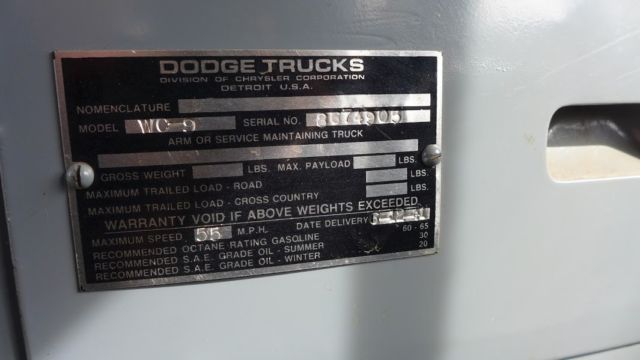 DODGE TRUCKS
DIVISION OF CHRYSLER CORPORATION
DETROIT U.S.A.
NOMENCLATURE
MODEL WC-9 SERIAL NO.
ARM OR SERVICE MAINTAINING TRUCK
GROSS WEIGHT LBS. MAX. PAYLOAD LBS.
MAXIMUM TRAILED LOAD - ROAD LBS.
MAXIMUM TRAILED LOAD - CROSS COUNTRY LBS.
WARRANTY VOID IF ABOVE WEIGHTS EXCEEDED
MAXIMUM SPEED 55 M.P.H. DATE DELIVERY
RECOMMENDED OCTANE RATING GASOLINE 60 - 65
RECOMMENDED S.A.E. GRADE OIL - SUMMER 30
RECOMMENDED S.A.E. GRADE OIL - WINTER 20